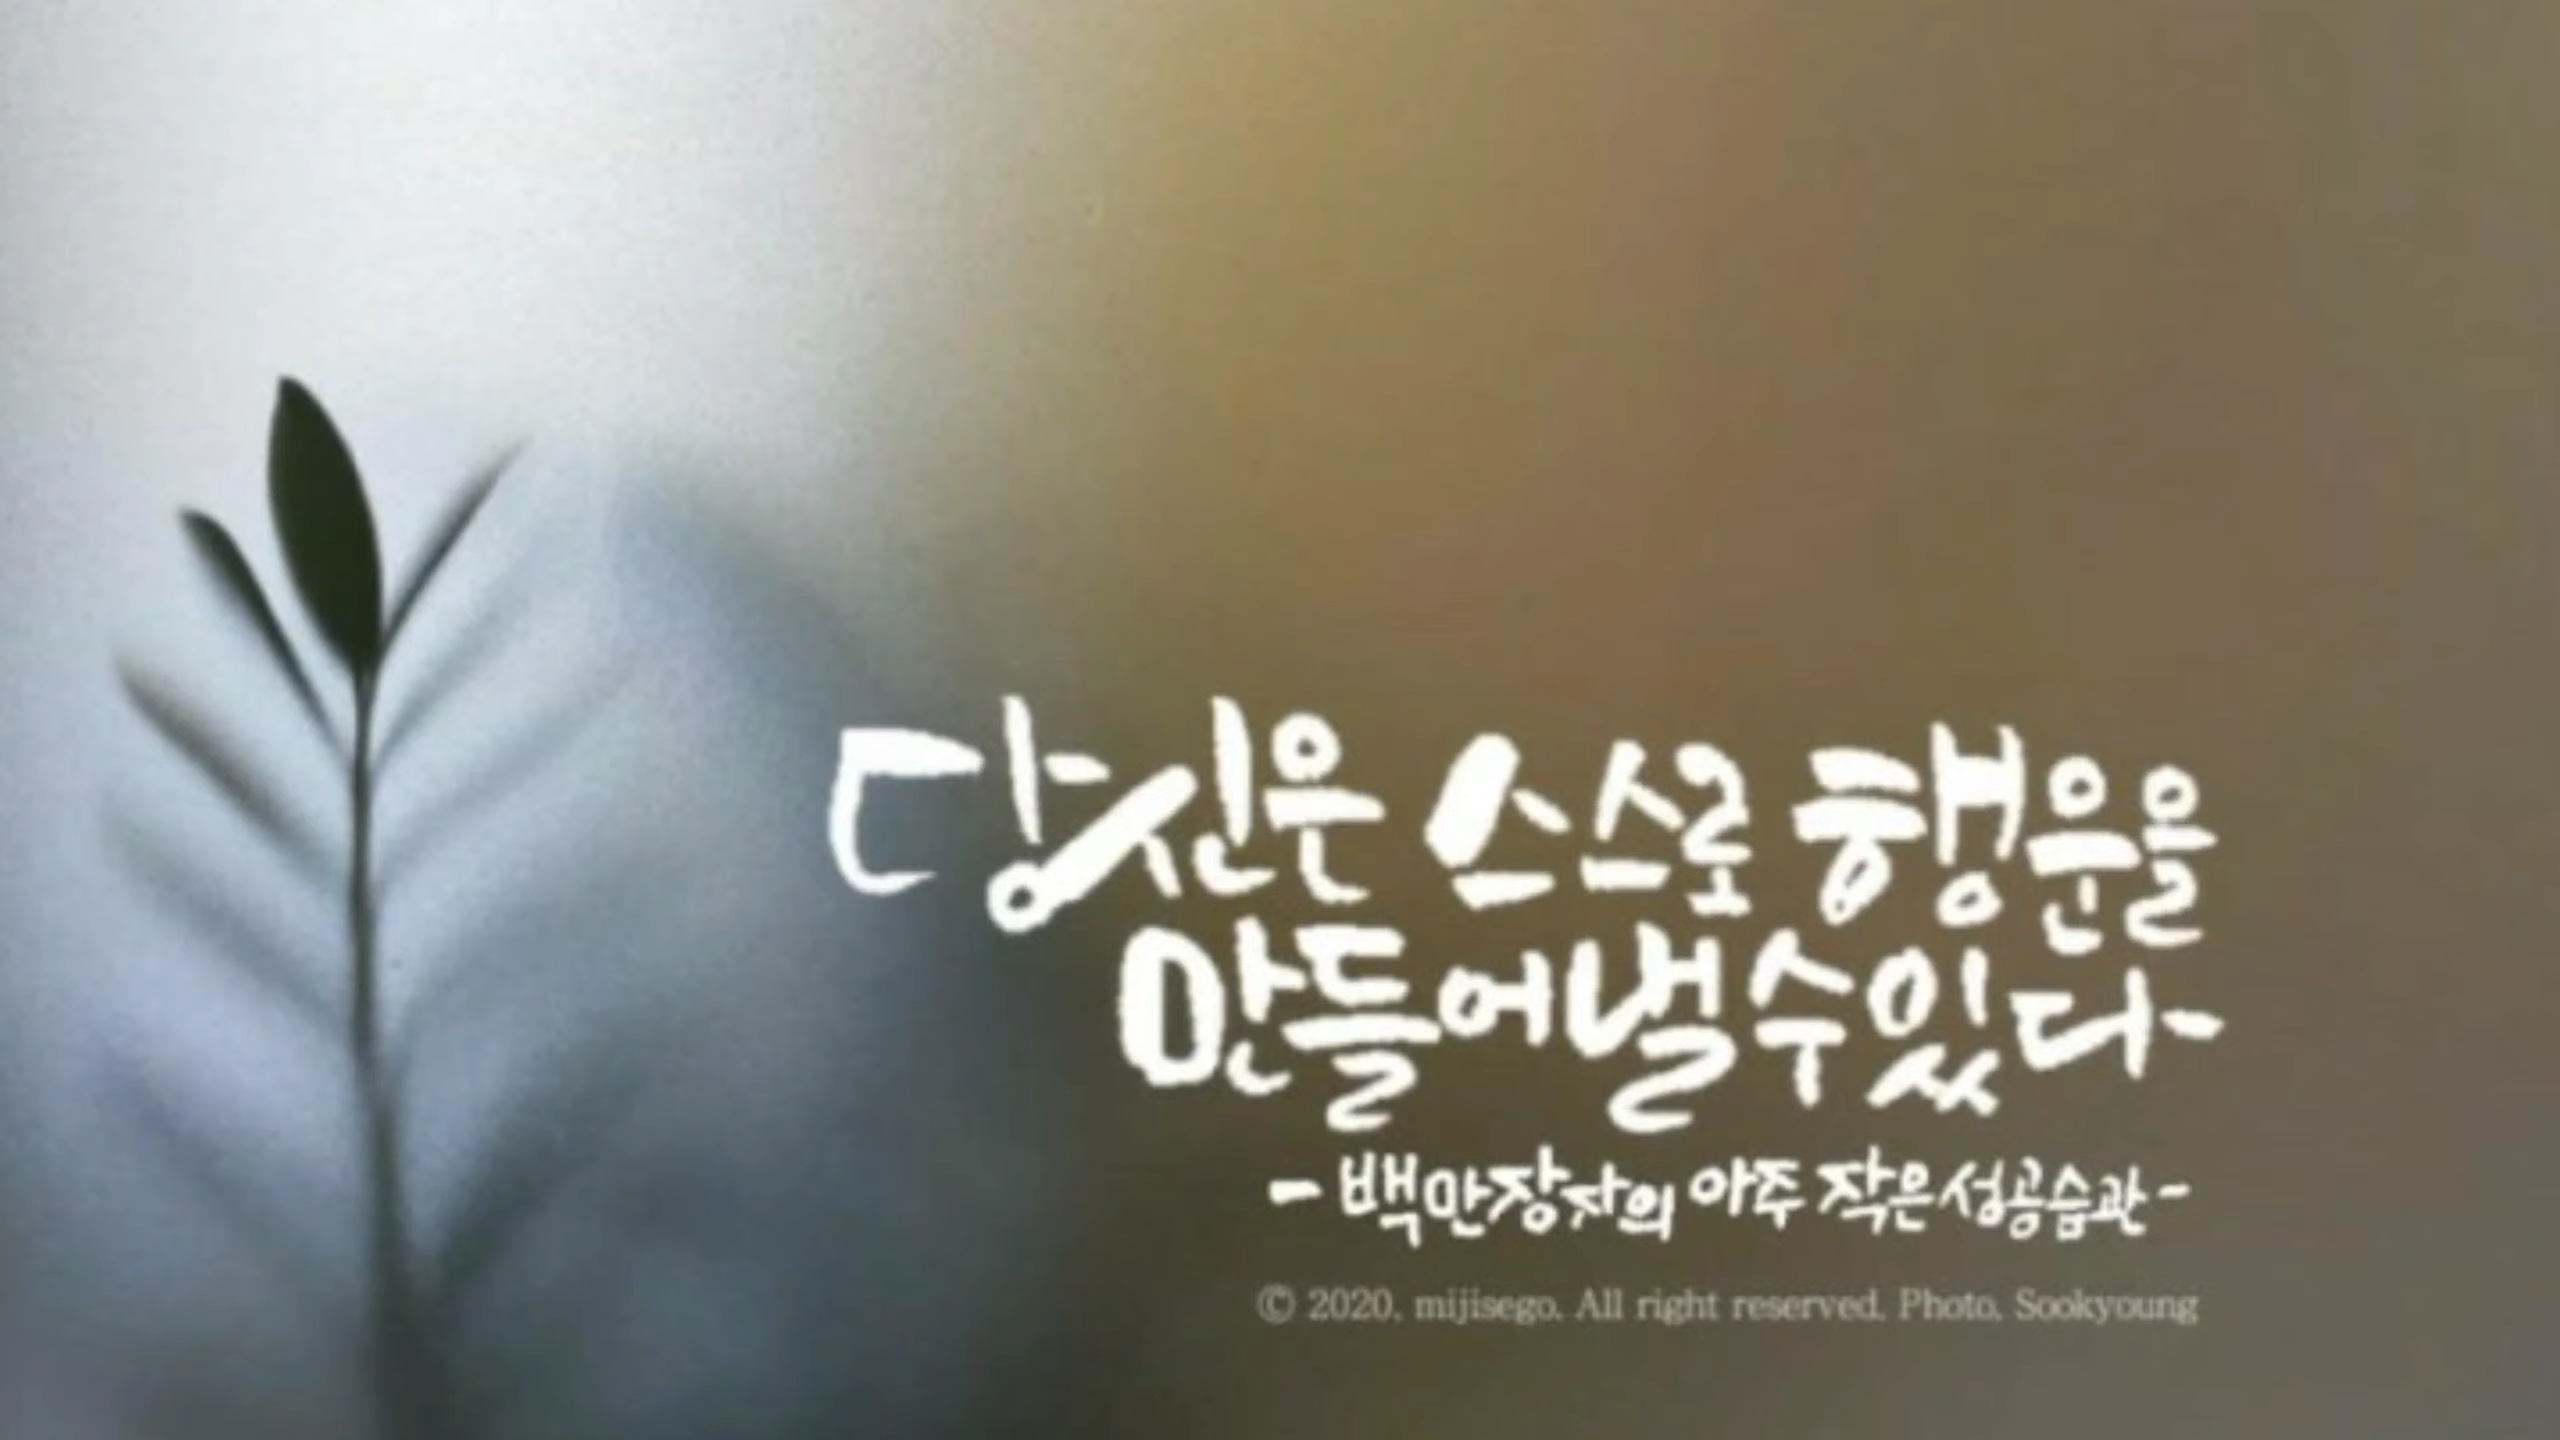 당신은 스스로 행운을
만들어낼 수 있다
- 백만장자의 아주 작은 성공습관 -
© 2020. mijisego. All right reserved. Photo. Sookyoung